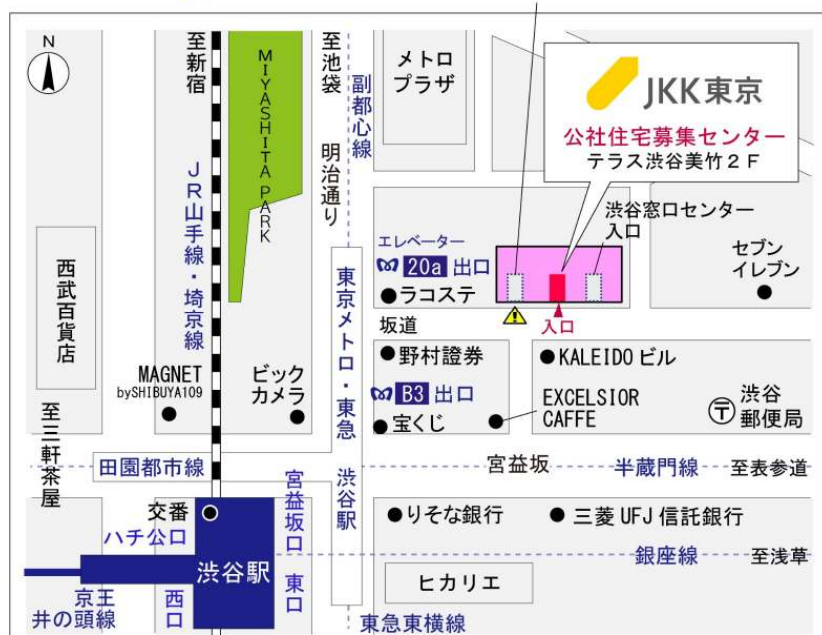 N
至新宿
MIYASHITA PARK
至池袋
副都心線
明治通り
メトロ
プラザ
JKK東京
公社住宅募集センター
テラス渋谷美竹2F
JR山手線・埼京線
渋谷窓口センター
入口
エレベーター
20a 出口
ラコステ
セブン
イレブン
西武百貨店
東京メトロ・東急 渋谷駅
入口
坂道
野村證券
KALEIDO ビル
MAGNET
bySHIBUYA109
ビック
カメラ
B3 出口
宝くじ
EXCELSIOR
CAFFE
渋谷
郵便局
至三軒茶屋
田園都市線
宮益坂
半蔵門線
至表参道
交番
ハチ公口
宮益坂口
りそな銀行
三菱UFJ信託銀行
渋谷駅
銀座線
至浅草
京王
井の頭線
西口
東口
ヒカリエ
東急東横線